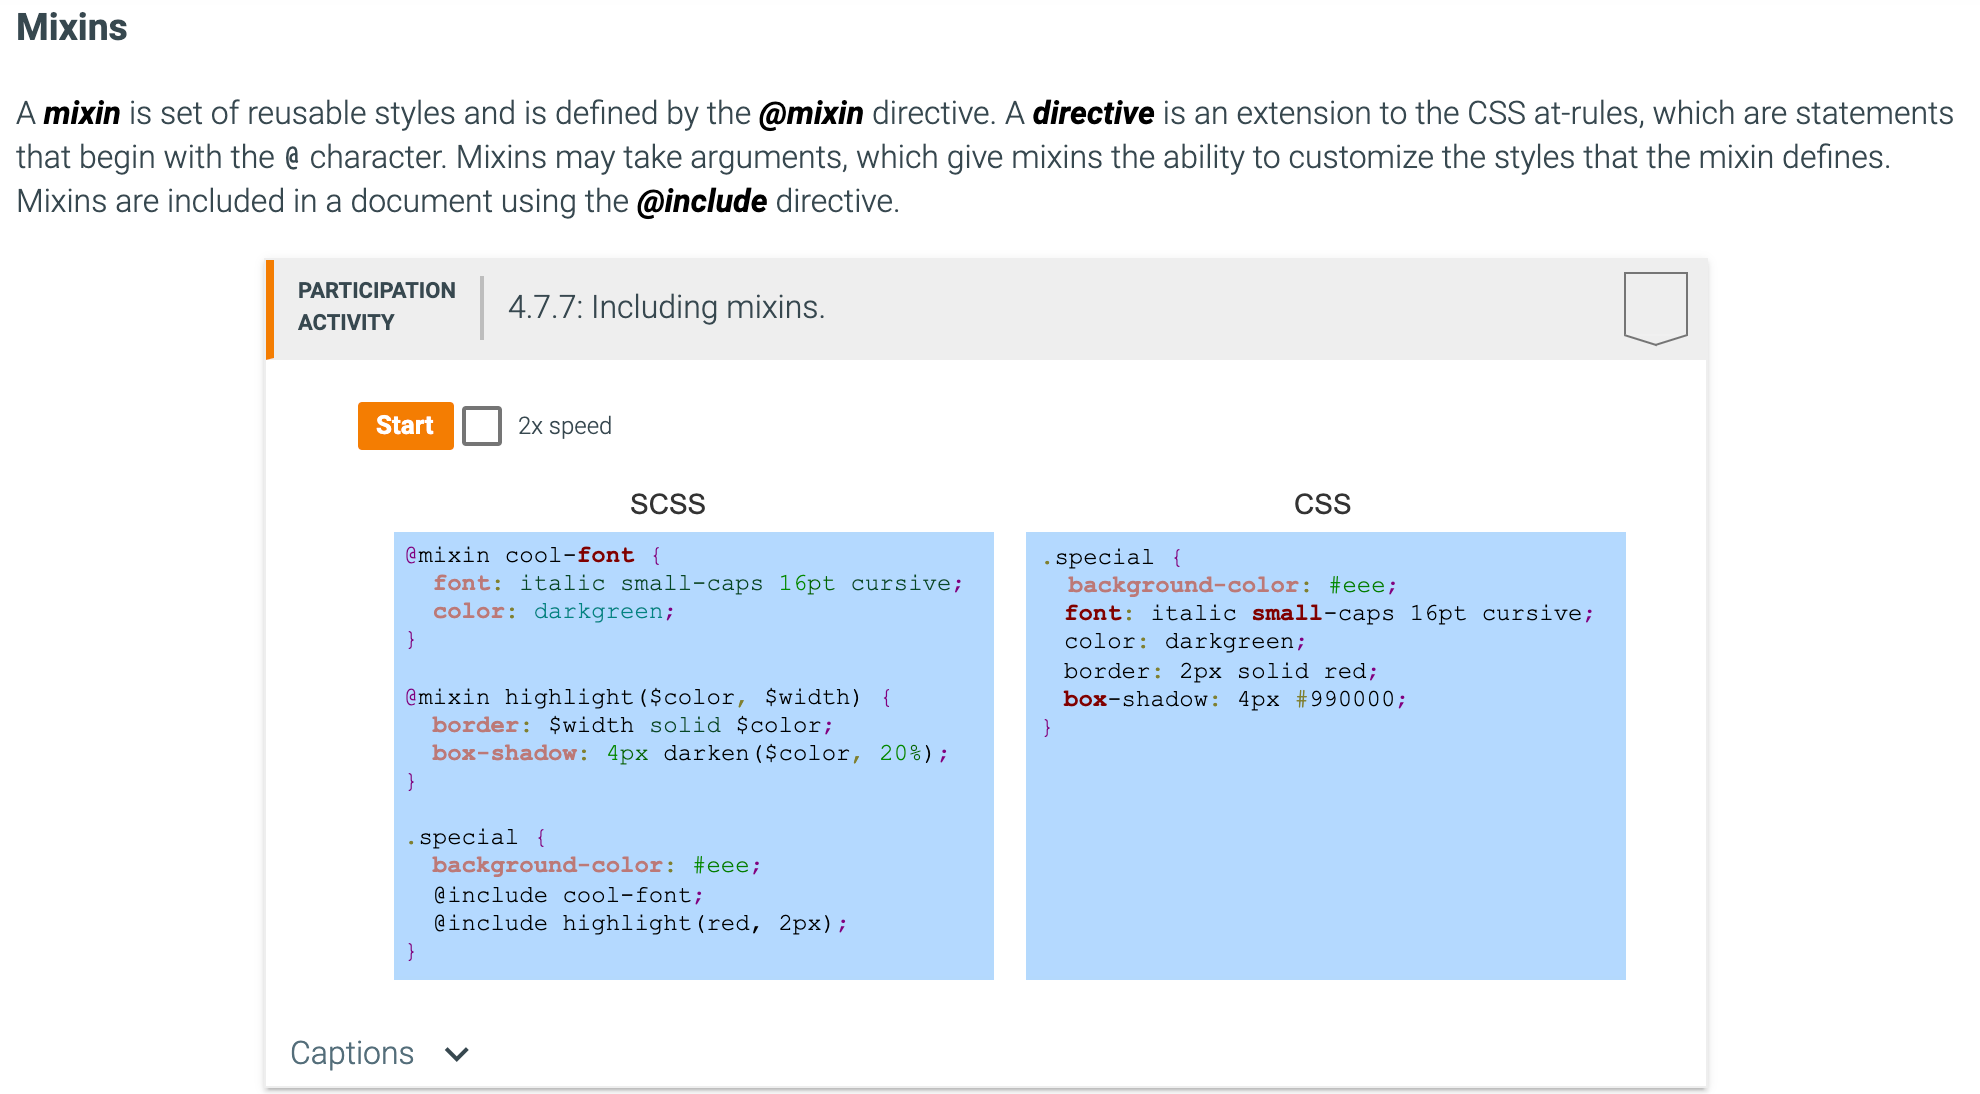 Mixins
A mixin is set of reusable styles and is defined by the @mixin directive. A directive is an extension to the CSS at-rules, which are statements
that begin with the @ character. Mixins may take arguments, which give mixins the ability to customize the styles that the mixin defines.
Mixins are included in a document using the @include directive.
PARTICIPATION
ACTIVITY
4.7.7: Including mixins.
Start
2x speed
SCSS
@mixin cool-font {
  font: italic small-caps 16pt cursive;
  color: darkgreen;
}
@mixin highlight($color, $width) {
  border: $width solid $color;
  box-shadow: 4px darken($color, 20%);
}
.special {
  background-color: #eee;
  @include cool-font;
  @include highlight(red, 2px);
}
CSS
.special {
  background-color: #eee;
  font: italic small-caps 16pt cursive;
  color: darkgreen;
  border: 2px solid red;
  box-shadow: 4px #990000;
}
Captions